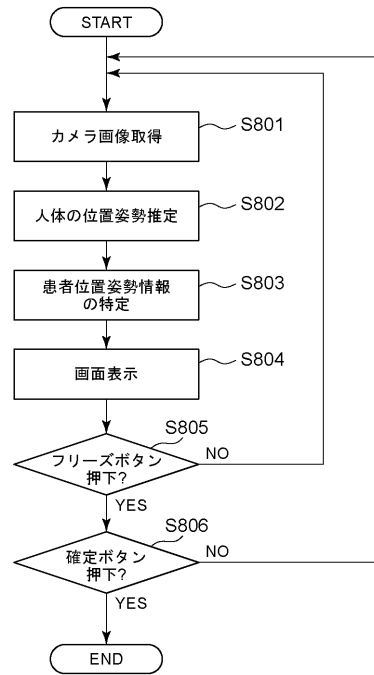 START
カメラ画像取得
S801
人体の位置姿勢推定
S802
患者位置姿勢情報
の特定
S803
画面表示
S804
フリーズボタン
押下?
S805
NO
YES
確定ボタン
押下?
S806
NO
YES
END